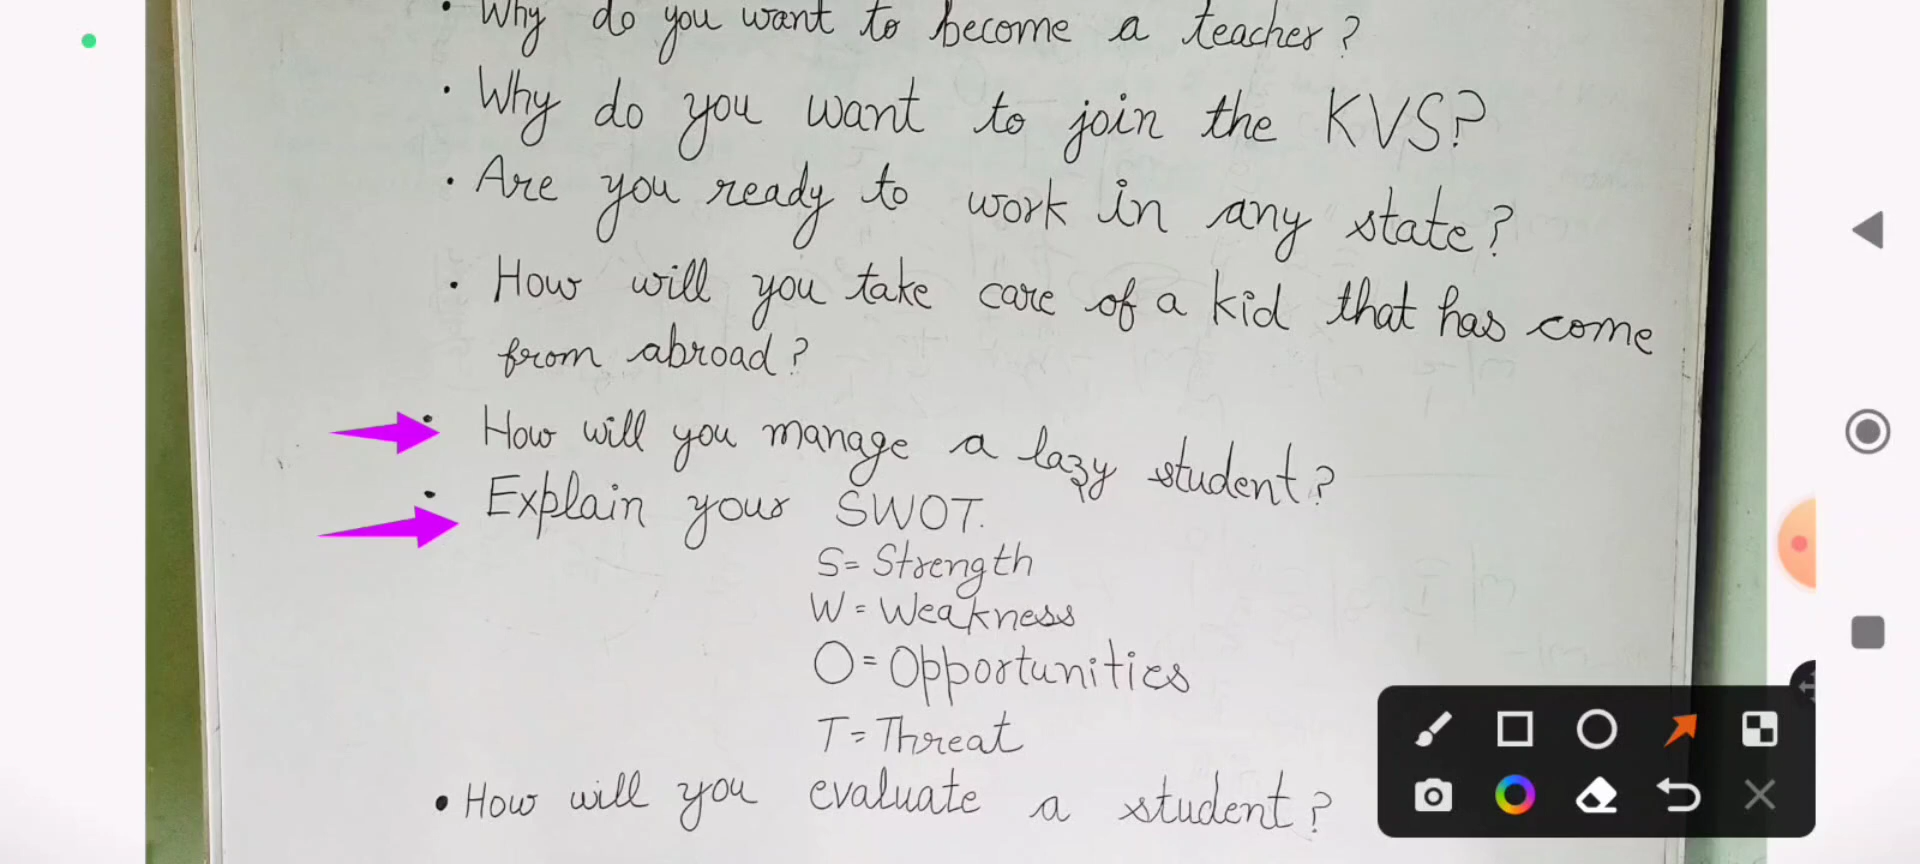 • Why do you want to become a teacher?
• Why do you want to join the KVS?
• Are you ready to work in any state?
• How will you take care of a kid that has come
from abroad?
• How will you manage a lazy student?
• Explain your SWOT.
S= Strength
W = Weakness
O = Opportunities
T = Threat
• How will you evaluate a student?